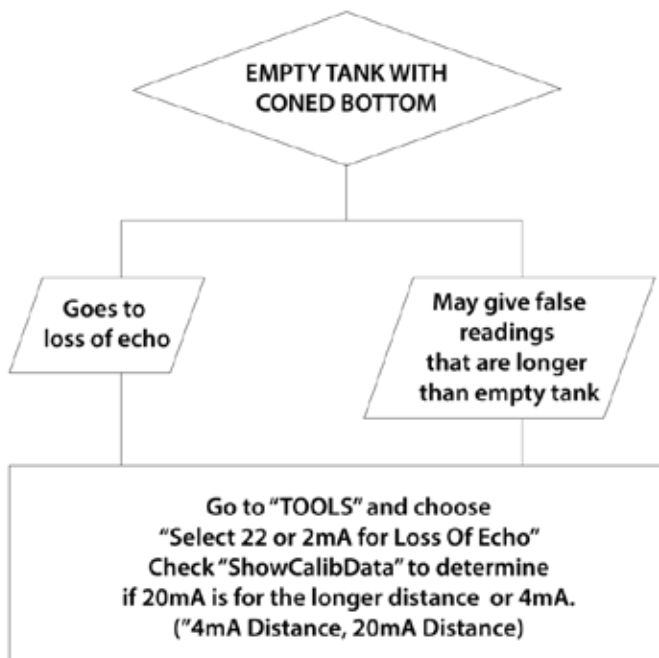 EMPTY TANK WITH
CONED BOTTOM
Goes to
loss of echo
May give false
readings
that are longer
than empty tank
Go to "TOOLS" and choose
"Select 22 or 2mA for Loss Of Echo"
Check "ShowCalibData" to determine
if 20mA is for the longer distance or 4mA.
("4mA Distance, 20mA Distance)